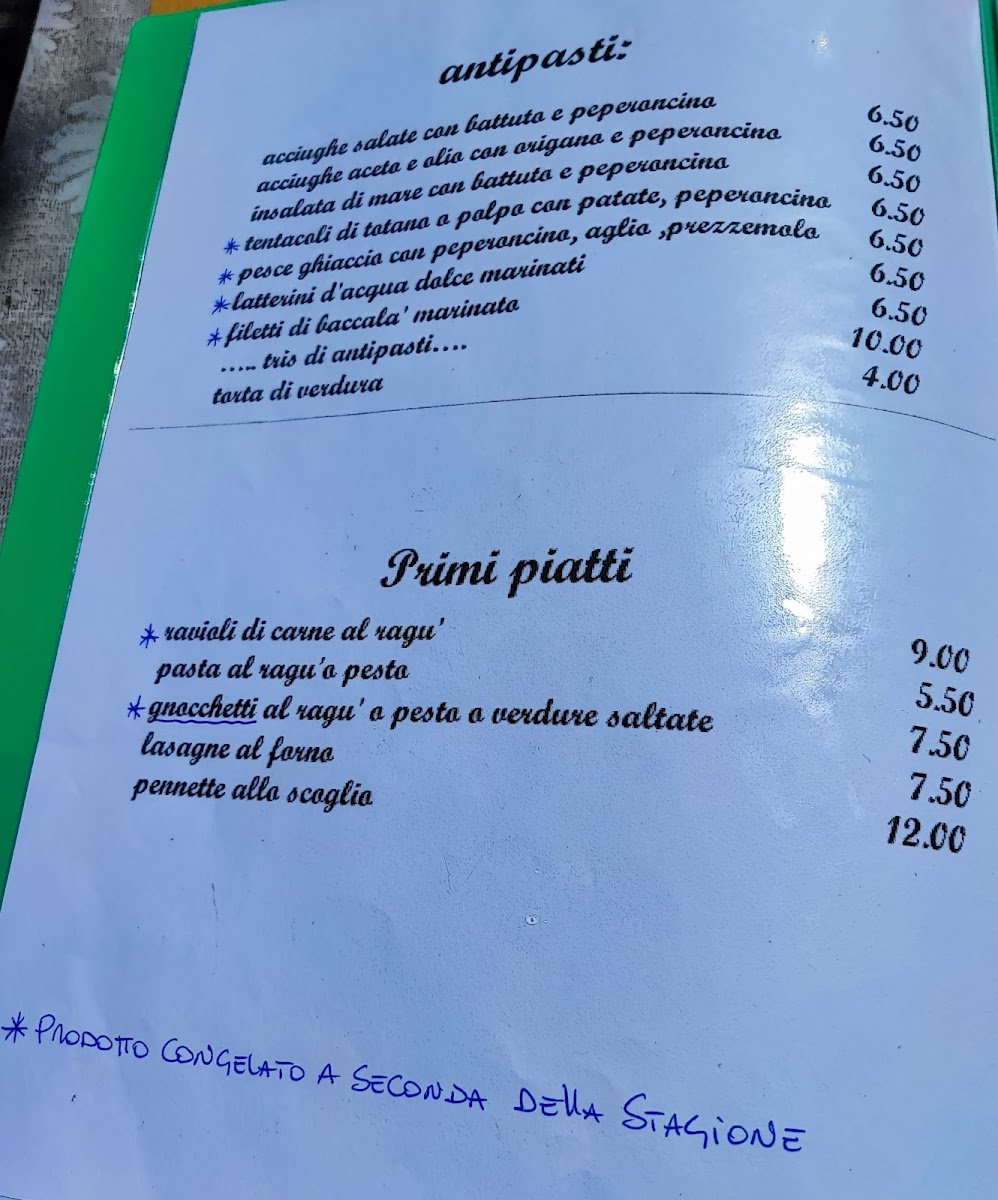 antipasti:
acciughe salate con battuto e peperoncino 6.50
acciughe aceto e olio con origano e peperoncino 6.50
insalata di mare con battuto e peperoncino 6.50
* tentacoli di totano o polpo con patate, peperoncino 6.50
* pesce ghiaccio con peperoncino, aglio ,prezzemolo 6.50
* latterini d'acqua dolce marinati 6.50
* filetti di baccala' marinato 6.50
..... tris di antipasti.... 10.00
torta di verdura 4.00
Primi piatti
* ravioli di carne al ragu' 9.00
pasta al ragu'o pesto 5.50
* gnocchetti al ragu' o pesto o verdure saltate 7.50
lasagne al forno 7.50
pennette allo scoglio 12.00
* PRODOTTO CONGELATO A SECONDA DELLA STAGIONE